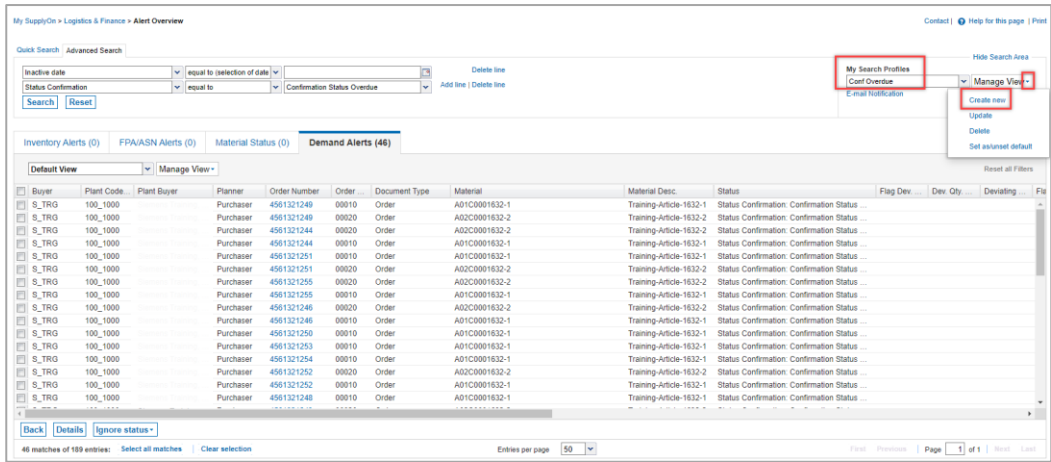 My SupplyOn > Logistics & Finance > Alert Overview
Contact | Help for this page | Print
Quick Search Advanced Search
Hide Search Area
Inactive date equal to (selection of date Delete line
Status Confirmation equal to Confirmation Status Overdue Add line | Delete line
Search Reset
My Search Profiles
Conf Overdue Manage View
E-mail Notification
Create new
Update
Delete
Set as/unset default
Inventory Alerts (0) FPA/ASN Alerts (0) Material Status (0) Demand Alerts (46)
Default View Manage View Reset all Filters
Buyer Plant Code... Plant Buyer Planner Order Number Order ... Document Type Material Material Desc. Status Flag Dev. ... Dev. Qty. ... Deviating ... Fla
S_TRG 100_1000 Purchaser 4561321249 00010 Order A01C0001632-1 Training-Article-1632-1 Status Confirmation: Confirmation Status ...
S_TRG 100_1000 Purchaser 4561321249 00020 Order A02C0001632-2 Training-Article-1632-2 Status Confirmation: Confirmation Status ...
S_TRG 100_1000 Purchaser 4561321244 00020 Order A02C0001632-2 Training-Article-1632-2 Status Confirmation: Confirmation Status ...
S_TRG 100_1000 Purchaser 4561321244 00010 Order A01C0001632-1 Training-Article-1632-1 Status Confirmation: Confirmation Status ...
S_TRG 100_1000 Purchaser 4561321251 00010 Order A01C0001632-1 Training-Article-1632-1 Status Confirmation: Confirmation Status ...
S_TRG 100_1000 Purchaser 4561321251 00020 Order A02C0001632-2 Training-Article-1632-2 Status Confirmation: Confirmation Status ...
S_TRG 100_1000 Purchaser 4561321255 00020 Order A02C0001632-2 Training-Article-1632-2 Status Confirmation: Confirmation Status ...
S_TRG 100_1000 Purchaser 4561321255 00010 Order A01C0001632-1 Training-Article-1632-1 Status Confirmation: Confirmation Status ...
S_TRG 100_1000 Purchaser 4561321246 00020 Order A02C0001632-2 Training-Article-1632-2 Status Confirmation: Confirmation Status ...
S_TRG 100_1000 Purchaser 4561321246 00010 Order A01C0001632-1 Training-Article-1632-1 Status Confirmation: Confirmation Status ...
S_TRG 100_1000 Purchaser 4561321250 00010 Order A01C0001632-1 Training-Article-1632-1 Status Confirmation: Confirmation Status ...
S_TRG 100_1000 Purchaser 4561321253 00010 Order A01C0001632-1 Training-Article-1632-1 Status Confirmation: Confirmation Status ...
S_TRG 100_1000 Purchaser 4561321254 00010 Order A01C0001632-1 Training-Article-1632-1 Status Confirmation: Confirmation Status ...
S_TRG 100_1000 Purchaser 4561321252 00020 Order A02C0001632-2 Training-Article-1632-2 Status Confirmation: Confirmation Status ...
S_TRG 100_1000 Purchaser 4561321252 00010 Order A01C0001632-1 Training-Article-1632-1 Status Confirmation: Confirmation Status ...
S_TRG 100_1000 Purchaser 4561321248 00010 Order A01C0001632-1 Training-Article-1632-1 Status Confirmation: Confirmation Status ...
Back Details Ignore status
46 matches of 189 entries: Select all matches | Clear selection Entries per page 50 First Previous | Page 1 of 1 | Next Last